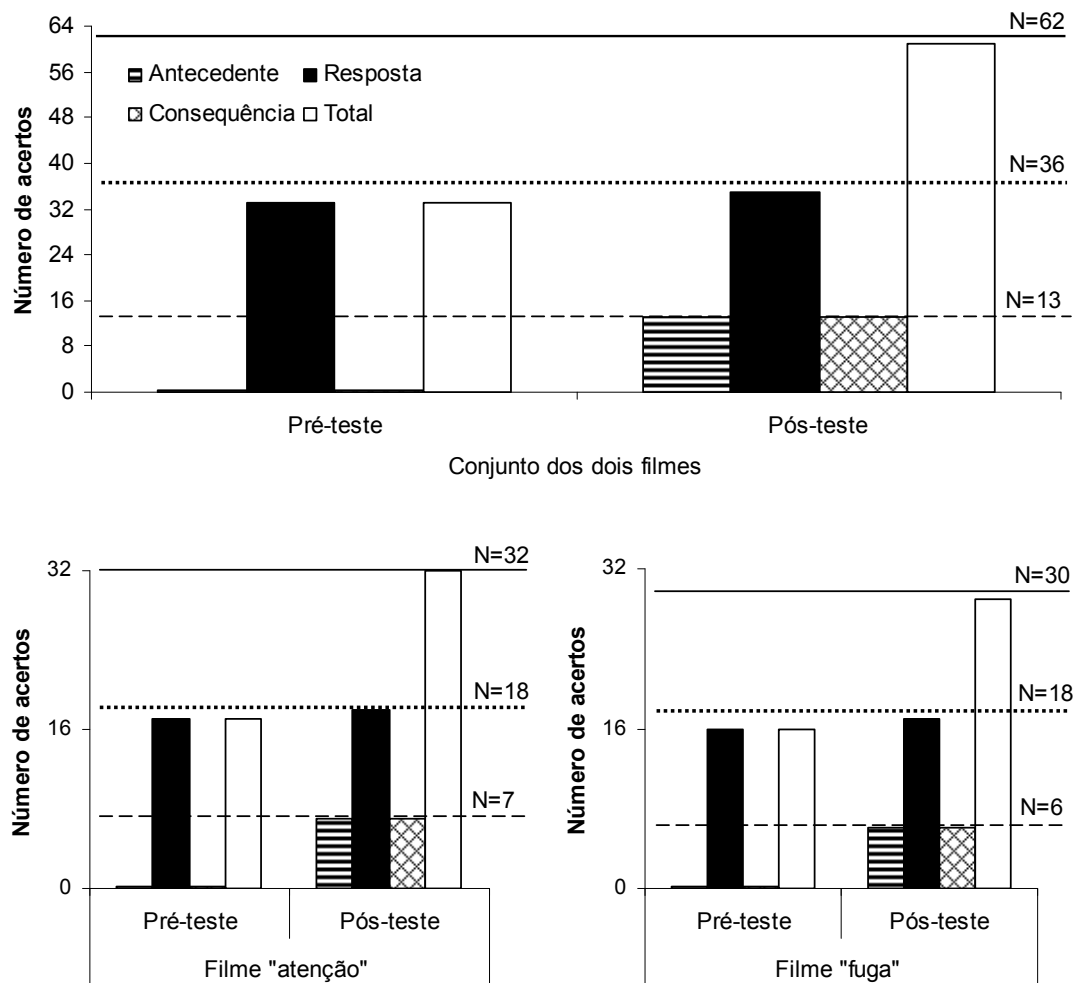 Número de acertos
64
56
48
40
32
24
16
8
0
Antecedente Resposta
Consequência Total
N=62
N=36
N=13
Pré-teste Pós-teste
Conjunto dos dois filmes
Número de acertos
32
16
0
N=32
N=18
N=7
Pré-teste Pós-teste
Filme "atenção"
Número de acertos
32
16
0
N=30
N=18
N=6
Pré-teste Pós-teste
Filme "fuga"